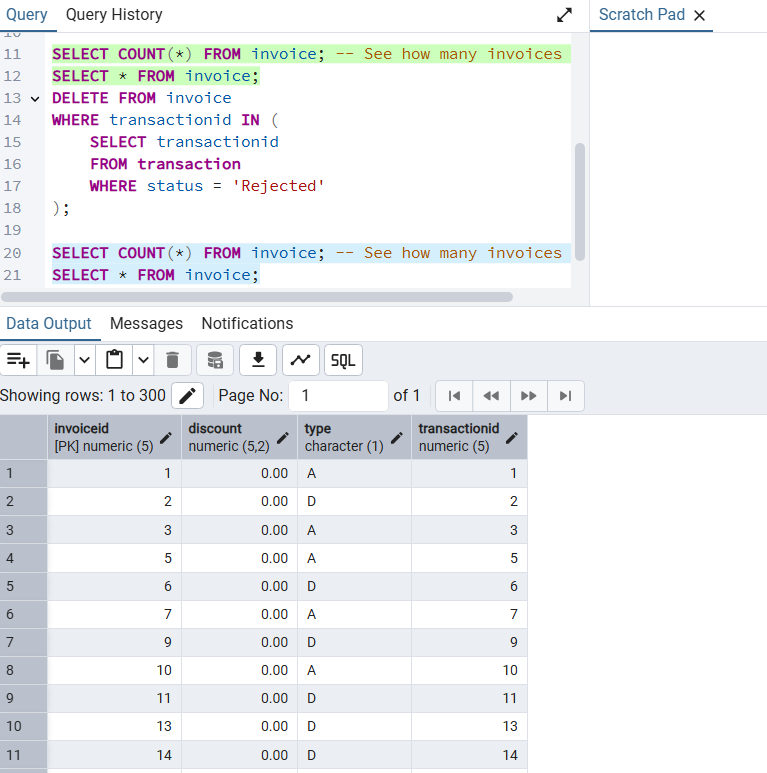 Query Query History Scratch Pad
11 SELECT COUNT(*) FROM invoice; -- See how many invoices
12 SELECT * FROM invoice;
13 DELETE FROM invoice
14 WHERE transactionid IN (
15 SELECT transactionid
16 FROM transaction
17 WHERE status = 'Rejected'
18 );
19
20 SELECT COUNT(*) FROM invoice; -- See how many invoices
21 SELECT * FROM invoice;
Data Output Messages Notifications
SQL
Showing rows: 1 to 300 Page No: 1 of 1
invoiceid discount type transactionid
[PK] numeric (5) numeric (5,2) character (1) numeric (5)
1 1 0.00 A 1
2 2 0.00 D 2
3 3 0.00 A 3
4 5 0.00 A 5
5 6 0.00 D 6
6 7 0.00 A 7
7 9 0.00 D 9
8 10 0.00 A 10
9 11 0.00 D 11
10 13 0.00 D 13
11 14 0.00 D 14